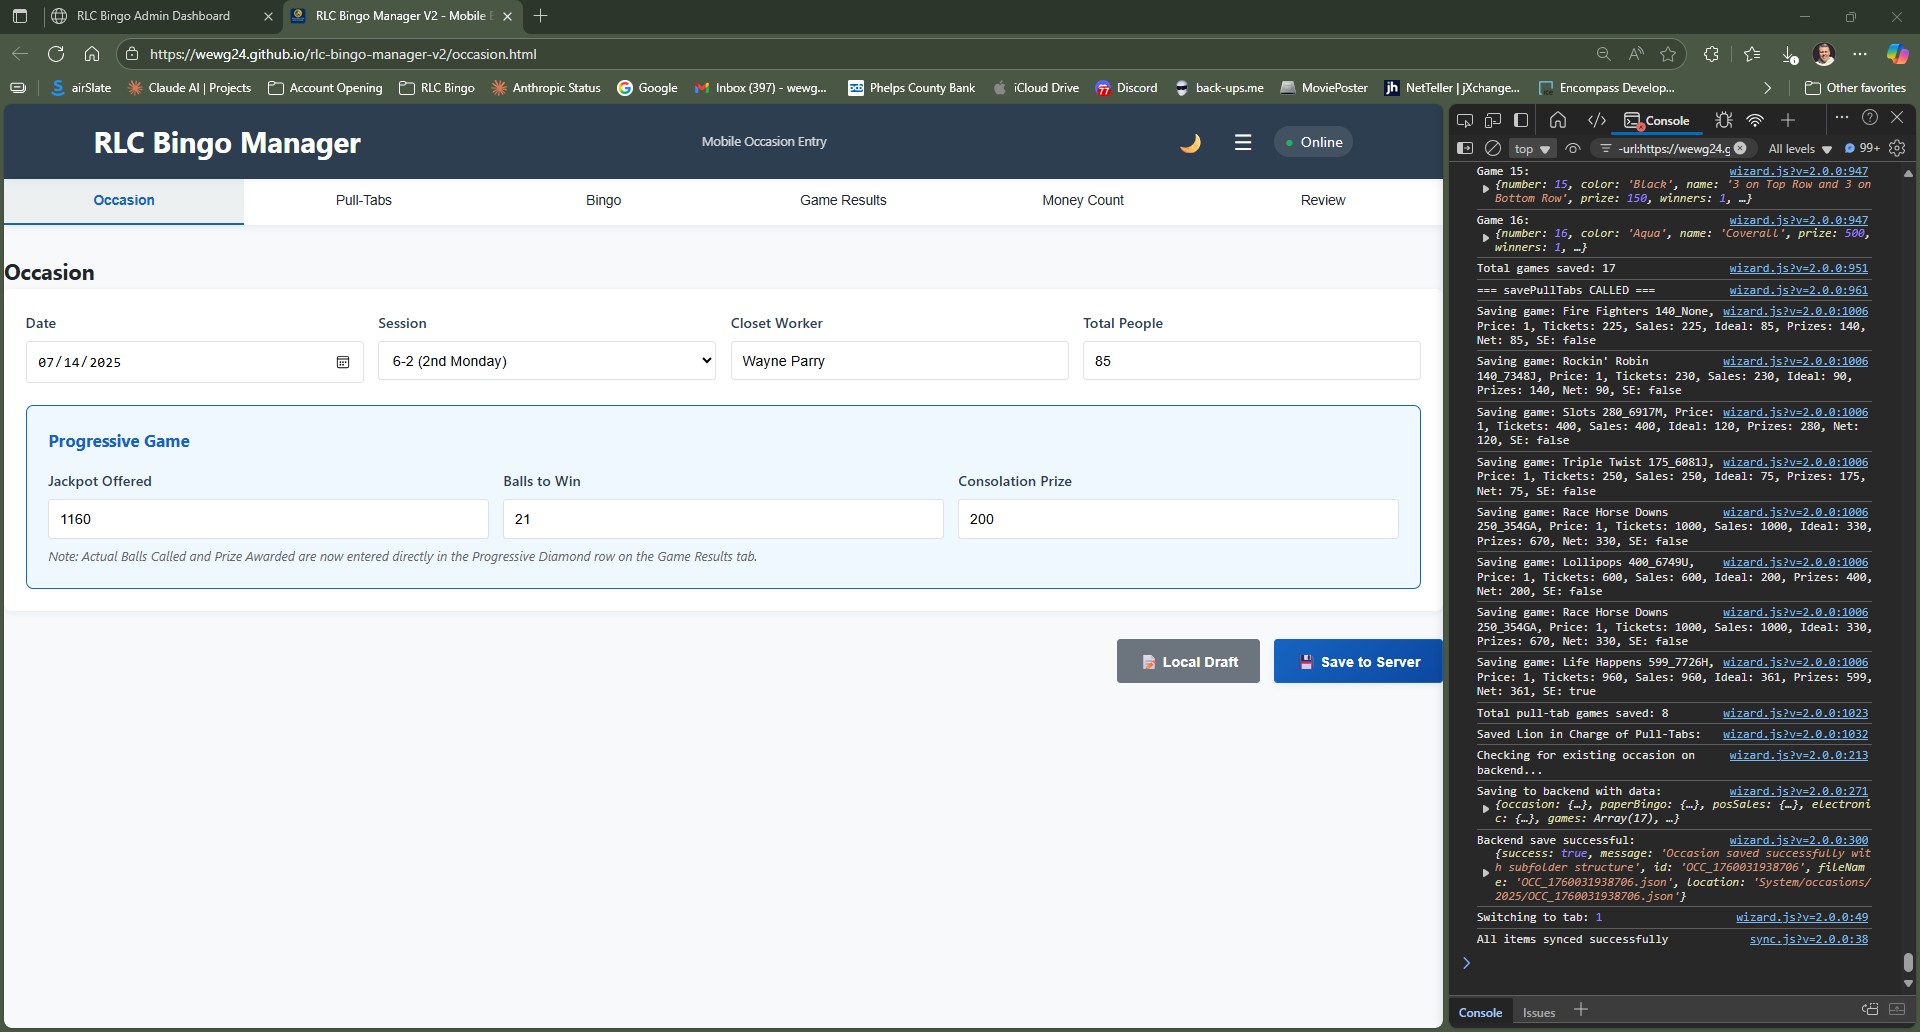 RLC Bingo Admin Dashboard
RLC Bingo Manager V2 - Mobile
https://wewg24.github.io/rlc-bingo-manager-v2/occasion.html
airSlate
Claude AI | Projects
Account Opening
RLC Bingo
Anthropic Status
Google
Inbox (397) - wewg...
Phelps County Bank
iCloud Drive
Discord
back-ups.me
MoviePoster
NetTeller | jXchange...
Encompass Develop...
Other favorites
RLC Bingo Manager
Mobile Occasion Entry
Online
Occasion
Pull-Tabs
Bingo
Game Results
Money Count
Review
Occasion
Date
Session
Closet Worker
Total People
07/14/2025
6-2 (2nd Monday)
Wayne Parry
85
Progressive Game
Jackpot Offered
Balls to Win
Consolation Prize
1160
21
200
Note: Actual Balls Called and Prize Awarded are now entered directly in the Progressive Diamond row on the Game Results tab.
Local Draft
Save to Server
Console
top
-url:https://wewg24.g
All levels
99+
Game 15: wizard.js?v=2.0.0:947
{number: 15, color: 'Black', name: '3 on Top Row and 3 on
Bottom Row', prize: 150, winners: 1, …}
Game 16: wizard.js?v=2.0.0:947
{number: 16, color: 'Aqua', name: 'Coverall', prize: 500,
winners: 1, …}
Total games saved: 17 wizard.js?v=2.0.0:951
=== savePullTabs CALLED === wizard.js?v=2.0.0:961
Saving game: Fire Fighters 140_None, wizard.js?v=2.0.0:1006
Price: 1, Tickets: 225, Sales: 225, Ideal: 85, Prizes: 140,
Net: 85, SE: false
Saving game: Rockin' Robin wizard.js?v=2.0.0:1006
140_7348J, Price: 1, Tickets: 230, Sales: 230, Ideal: 90,
Prizes: 140, Net: 90, SE: false
Saving game: Slots 280_6917M, Price: wizard.js?v=2.0.0:1006
1, Tickets: 400, Sales: 400, Ideal: 120, Prizes: 280, Net:
120, SE: false
Saving game: Triple Twist 175_6081J, wizard.js?v=2.0.0:1006
Price: 1, Tickets: 250, Sales: 250, Ideal: 75, Prizes: 175,
Net: 75, SE: false
Saving game: Race Horse Downs wizard.js?v=2.0.0:1006
250_354GA, Price: 1, Tickets: 1000, Sales: 1000, Ideal: 330,
Prizes: 670, Net: 330, SE: false
Saving game: Lollipops 400_6749U, wizard.js?v=2.0.0:1006
Price: 1, Tickets: 600, Sales: 600, Ideal: 200, Prizes: 400,
Net: 200, SE: false
Saving game: Race Horse Downs wizard.js?v=2.0.0:1006
250_354GA, Price: 1, Tickets: 1000, Sales: 1000, Ideal: 330,
Prizes: 670, Net: 330, SE: false
Saving game: Life Happens 599_7726H, wizard.js?v=2.0.0:1006
Price: 1, Tickets: 960, Sales: 960, Ideal: 361, Prizes: 599,
Net: 361, SE: true
Total pull-tab games saved: 8 wizard.js?v=2.0.0:1023
Saved Lion in Charge of Pull-Tabs: wizard.js?v=2.0.0:1032
Checking for existing occasion on wizard.js?v=2.0.0:213
backend...
Saving to backend with data: wizard.js?v=2.0.0:271
{occasion: {…}, paperBingo: {…}, posSales: {…}, electroni
c: {…}, games: Array(17), …}
Backend save successful: wizard.js?v=2.0.0:300
{success: true, message: 'Occasion saved successfully wit
h subfolder structure', id: 'OCC_1760031938706', fileNam
e: 'OCC_1760031938706.json', location: 'System/occasions/
2025/OCC_1760031938706.json'}
Switching to tab: 1 wizard.js?v=2.0.0:49
All items synced successfully sync.js?v=2.0.0:38
Console
Issues